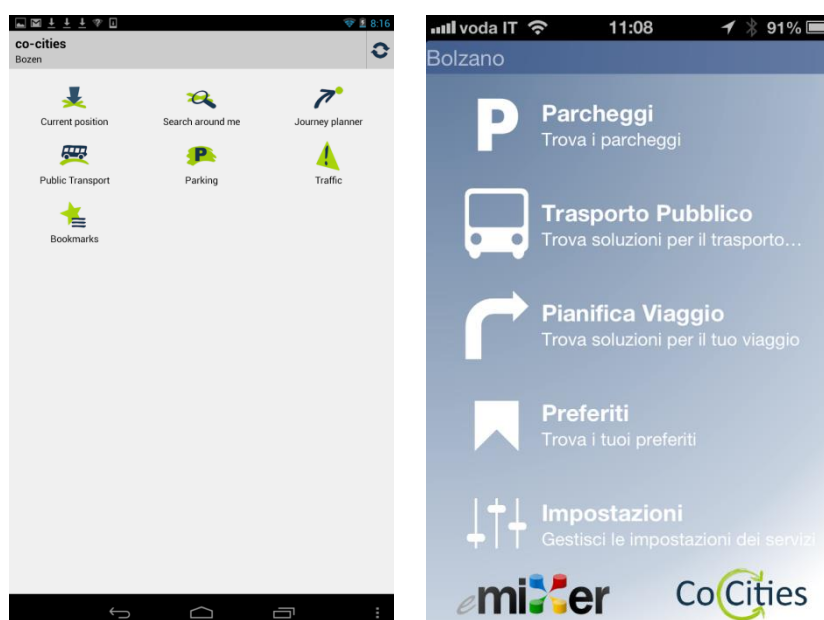 8:16
co-cities
Bozen
Current position
Search around me
Journey planner
Public Transport
P
Parking
Traffic
Bookmarks
voda IT
11:08
91%
Bolzano
P
Parcheggi
Trova i parcheggi
Trasporto Pubblico
Trova soluzioni per il trasporto...
Pianifica Viaggio
Trova soluzioni per il tuo viaggio
Preferiti
Trova i tuoi preferiti
Impostazioni
Gestisci le impostazioni dei servizi
emixer
CoCities